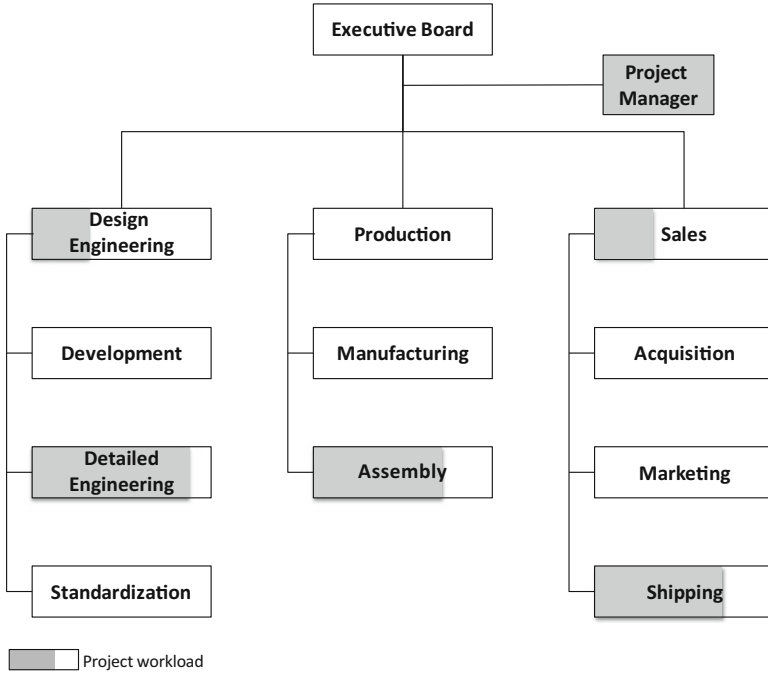 Executive Board
Project
Manager
Design
Engineering
Production
Sales
Development
Manufacturing
Acquisition
Detailed
Engineering
Assembly
Marketing
Standardization
Shipping
Project workload